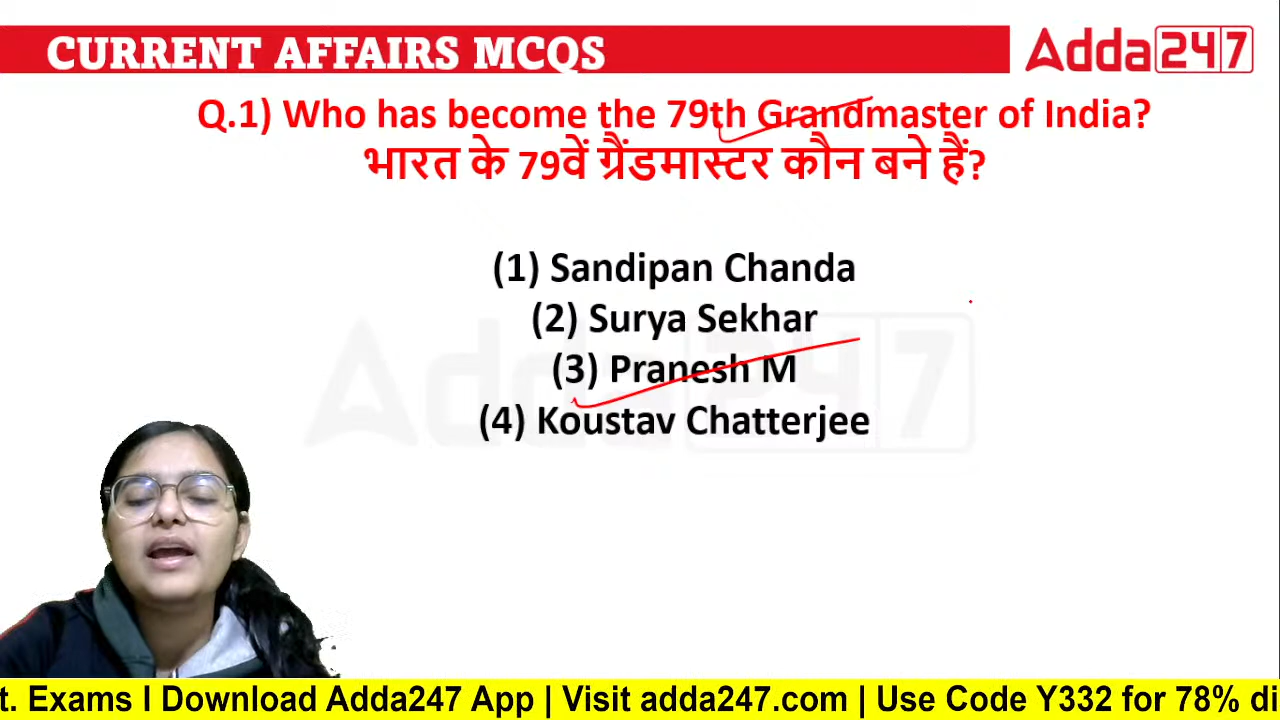 CURRENT AFFAIRS MCQS
Adda247
Q.1) Who has become the 79th Grandmaster of India?
भारत के 79वें ग्रैंडमास्टर कौन बने हैं?
(1) Sandipan Chanda
(2) Surya Sekhar
(3) Pranesh M
(4) Koustav Chatterjee
Adda247
t. Exams I Download Adda247 App | Visit adda247.com | Use Code Y332 for 78% di